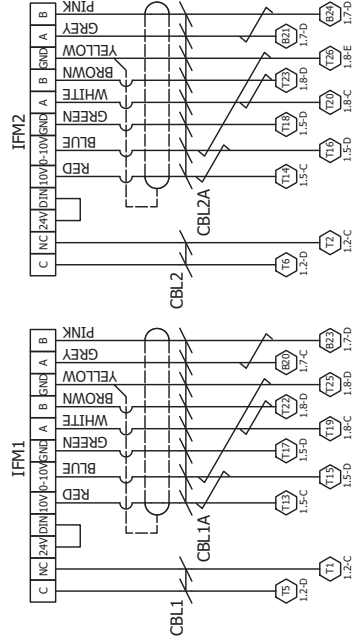 IFM1
C NC 24V DIN 10V 0-10V GND A B GND A B
RED
BLUE
GREEN
WHITE
BROWN
YELLOW
GREY
PINK
CBL1
CBL1A
T5
1.2-D
T1
1.2-C
T13
1.5-C
T15
1.5-D
T17
1.5-D
T19
1.8-C
T22
1.8-D
T25
1.8-D
B20
1.7-C
B23
1.7-D
IFM2
C NC 24V DIN 10V 0-10V GND A B GND A B
RED
BLUE
GREEN
WHITE
BROWN
YELLOW
GREY
PINK
CBL2
CBL2A
T6
1.2-D
T2
1.2-C
T14
1.5-C
T16
1.5-D
T18
1.5-D
T20
1.8-C
T23
1.8-D
T26
1.8-E
B21
1.7-D
B24
1.7-D